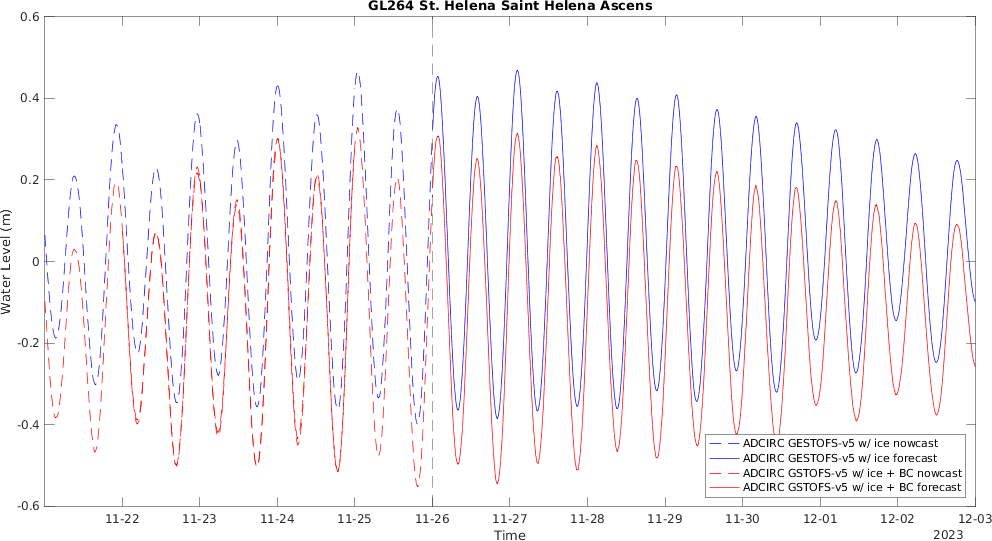 GL264 St. Helena Saint Helena Ascens
0.6
0.4
0.2
0
-0.2
-0.4
-0.6
Water Level (m)
11-22 11-23 11-24 11-25 11-26 11-27 11-28 11-29 11-30 12-01 12-02 12-03
Time
2023
ADCIRC GESTOFS-v5 w/ ice nowcast
ADCIRC GESTOFS-v5 w/ ice forecast
ADCIRC GSTOFS-v5 w/ ice + BC nowcast
ADCIRC GSTOFS-v5 w/ ice + BC forecast